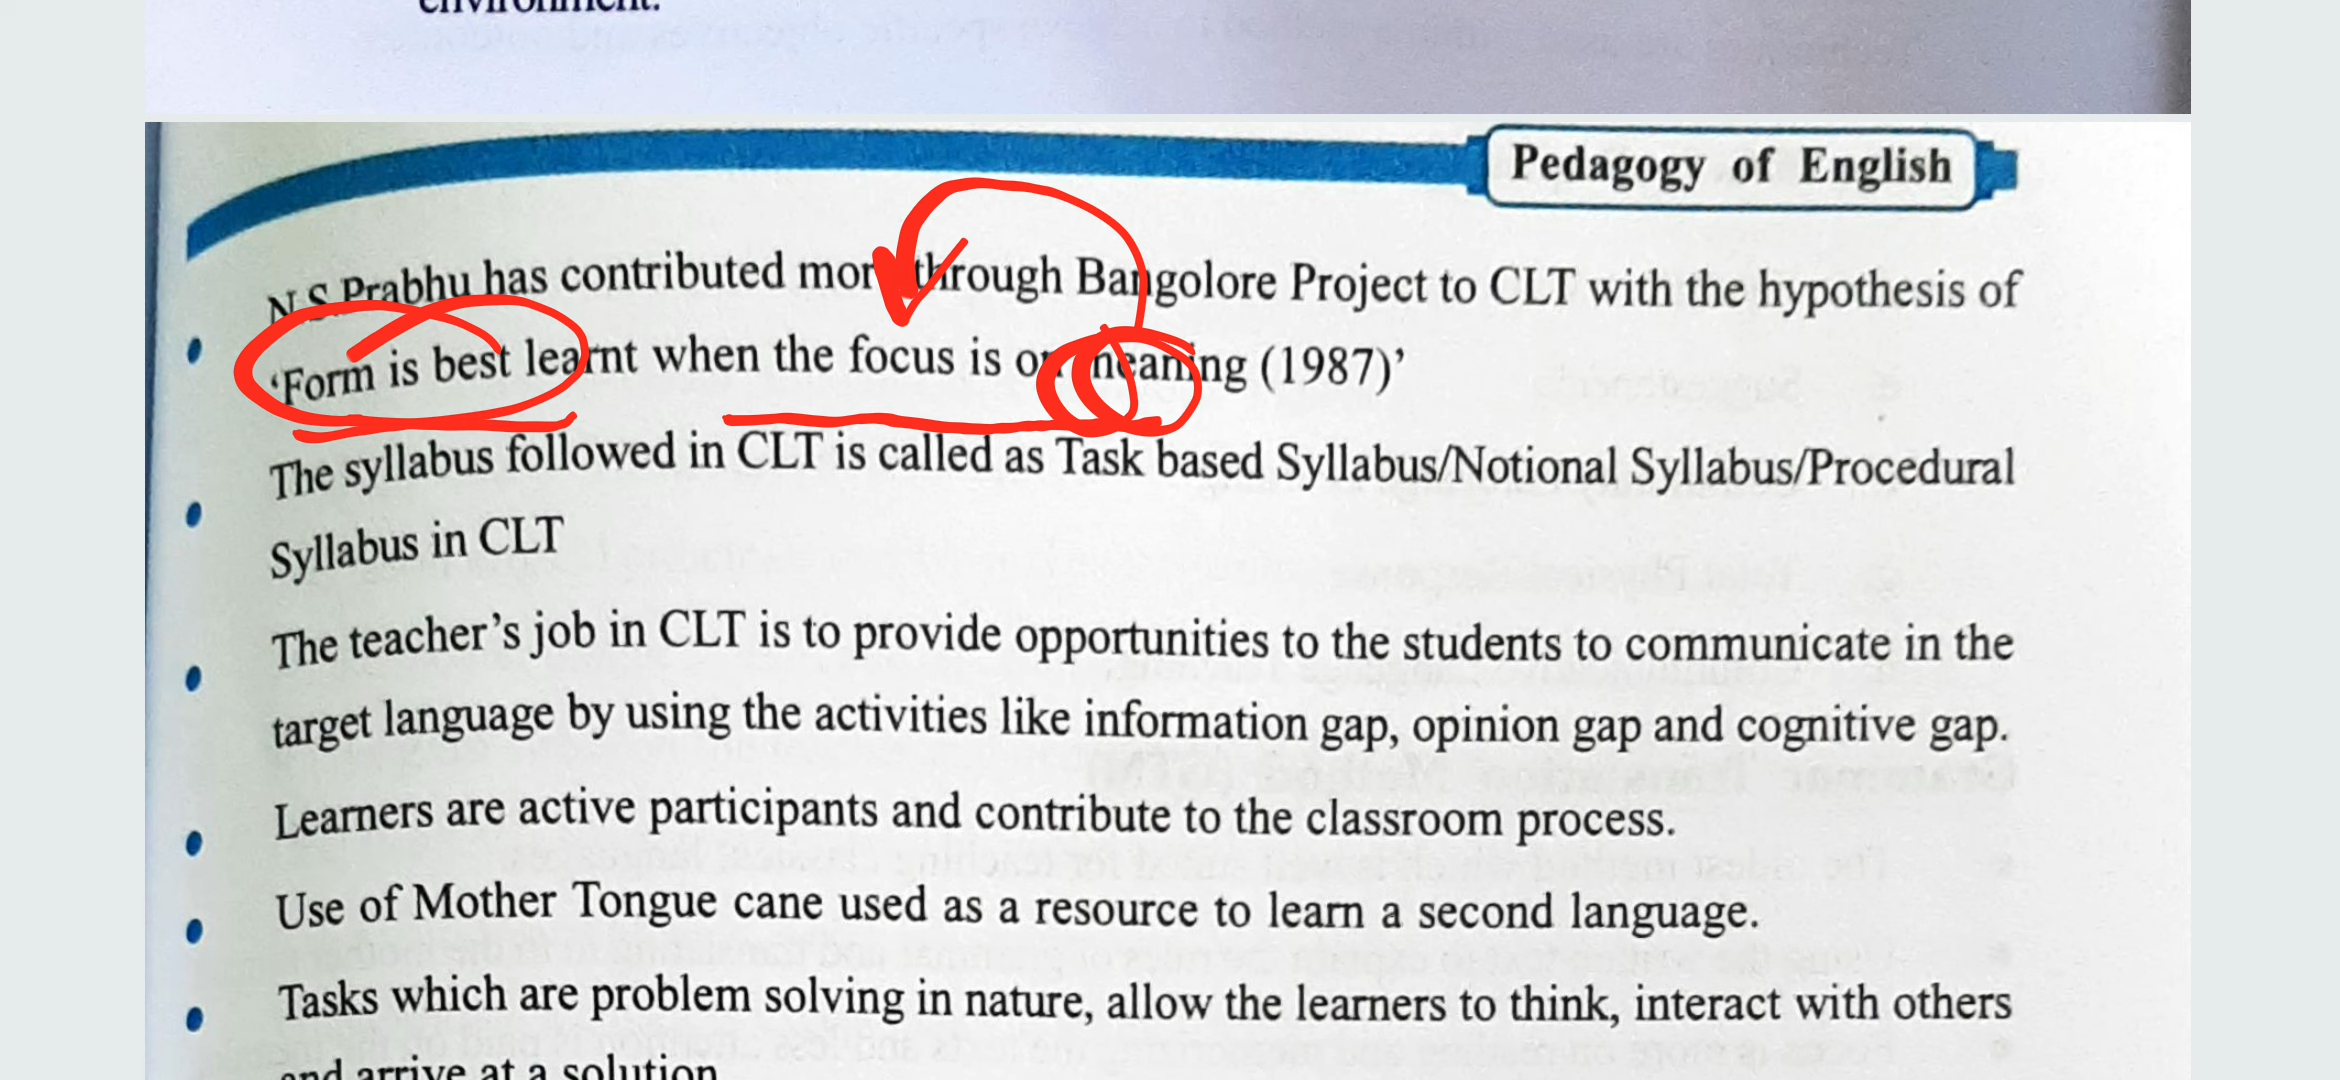 environment.
Pedagogy of English
N.S Prabhu has contributed more through Bangolore Project to CLT with the hypothesis of
‘Form is best learnt when the focus is on meaning (1987)’
The syllabus followed in CLT is called as Task based Syllabus/Notional Syllabus/Procedural
Syllabus in CLT
The teacher’s job in CLT is to provide opportunities to the students to communicate in the
target language by using the activities like information gap, opinion gap and cognitive gap.
Learners are active participants and contribute to the classroom process.
Use of Mother Tongue cane used as a resource to learn a second language.
Tasks which are problem solving in nature, allow the learners to think, interact with others
and arrive at a solution